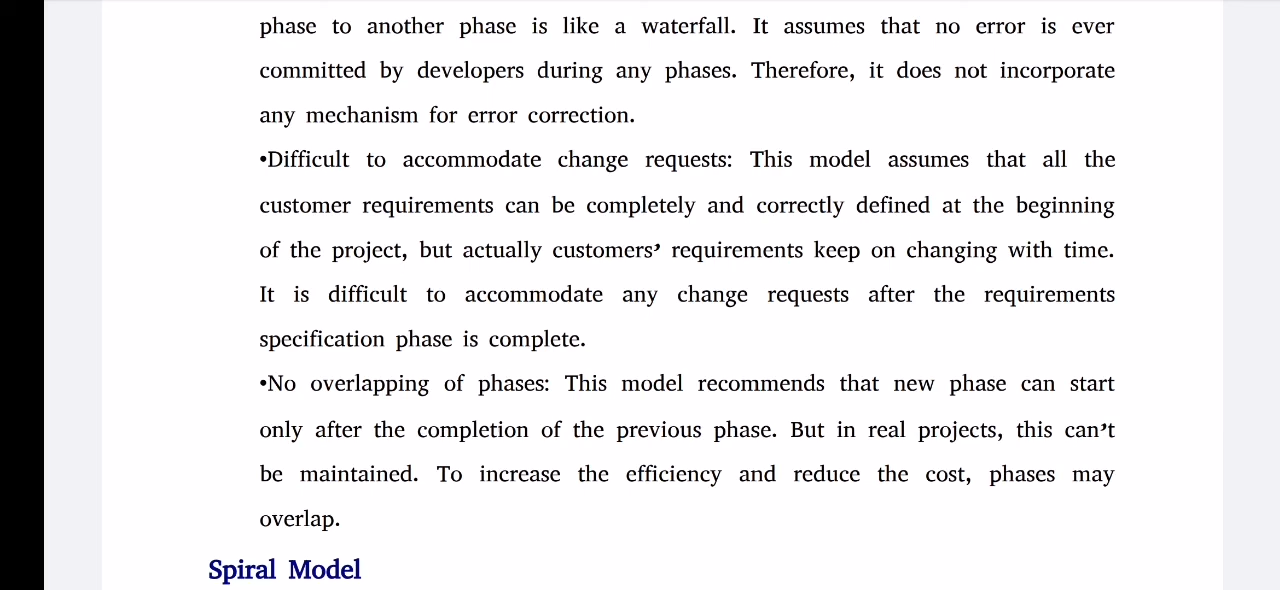 phase to another phase is like a waterfall. It assumes that no error is ever
committed by developers during any phases. Therefore, it does not incorporate
any mechanism for error correction.
•Difficult to accommodate change requests: This model assumes that all the
customer requirements can be completely and correctly defined at the beginning
of the project, but actually customers’ requirements keep on changing with time.
It is difficult to accommodate any change requests after the requirements
specification phase is complete.
•No overlapping of phases: This model recommends that new phase can start
only after the completion of the previous phase. But in real projects, this can’t
be maintained. To increase the efficiency and reduce the cost, phases may
overlap.
Spiral Model